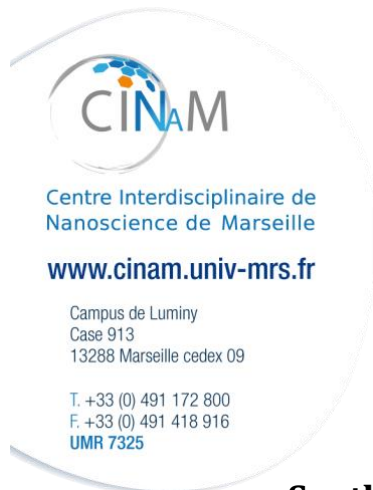 CINaM
Centre Interdisciplinaire de
Nanoscience de Marseille
www.cinam.univ-mrs.fr
Campus de Luminy
Case 913
13288 Marseille cedex 09
T. +33 (0) 491 172 800
F. +33 (0) 491 418 916
UMR 7325